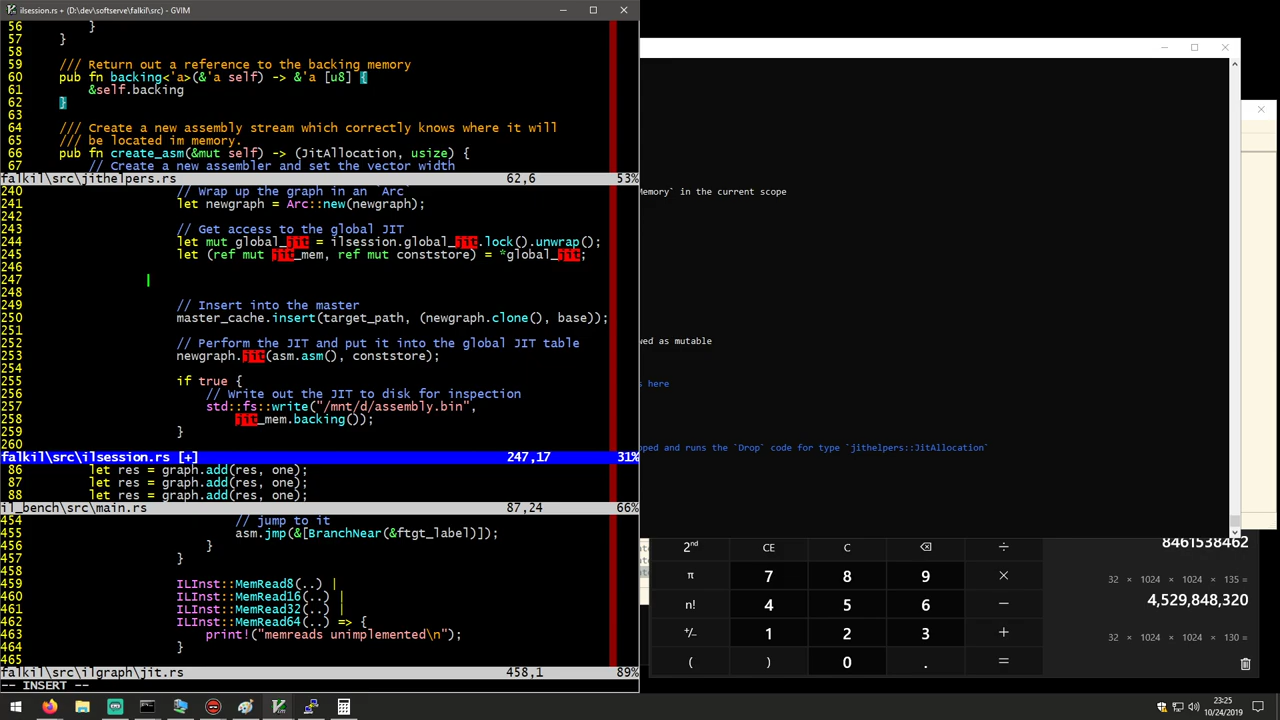 ilsession.rs + (D:\dev\softserve\falkil\src) - GVIM
56         }
57     }
58
59     /// Return out a reference to the backing memory
60     pub fn backing<'a>(&'a self) -> &'a [u8] {
61         &self.backing
62     }
63
64     /// Create a new assembly stream which correctly knows where it will
65     /// be located im memory.
66     pub fn create_asm(&mut self) -> (JitAllocation, usize) {
67         // Create a new assembler and set the vector width
falkil\src\jithelpers.rs 62,6 53%
240 // Wrap up the graph in an `Arc`
241 let newgraph = Arc::new(newgraph);
242
243 // Get access to the global JIT
244 let mut global_jit = ilsession.global_jit.lock().unwrap();
245 let (ref mut jit_mem, ref mut conststore) = *global_jit;
246
247
248
249 // Insert into the master
250 master_cache.insert(target_path, (newgraph.clone(), base));
251
252 // Perform the JIT and put it into the global JIT table
253 newgraph.jit(asm.asm(), conststore);
254
255 if true {
256     // Write out the JIT to disk for inspection
257     std::fs::write("/mnt/d/assembly.bin",
258         jit_mem.backing());
259 }
260
falkil\src\ilsession.rs [+] 247,17 31%
86 let res = graph.add(res, one);
87 let res = graph.add(res, one);
88 let res = graph.add(res, one);
il_bench\src\main.rs 87,24 66%
454 // jump to it
455 asm.jmp(&[BranchNear(&ftgt_label)]);
456 }
457 }
458
459 ILInst::MemRead8(..) |
460 ILInst::MemRead16(..) |
461 ILInst::MemRead32(..) |
462 ILInst::MemRead64(..) => {
463     print!("memreads unimplemented\n");
464 }
465
falkil\src\ilgraph\jit.rs 458,1 89%
-- INSERT --
emory` in the current scope
wed as mutable
s here
pped and runs the `Drop` code for type `jithelpers::JitAllocation`
2nd CE C ÷
π 7 8 9 ×
n! 4 5 6 −
+/− 1 2 3 +
( ) 0 . =
8461538462
32 × 1024 × 1024 × 135 =
4,529,848,320
32 × 1024 × 1024 × 130 =
23:25
10/24/2019